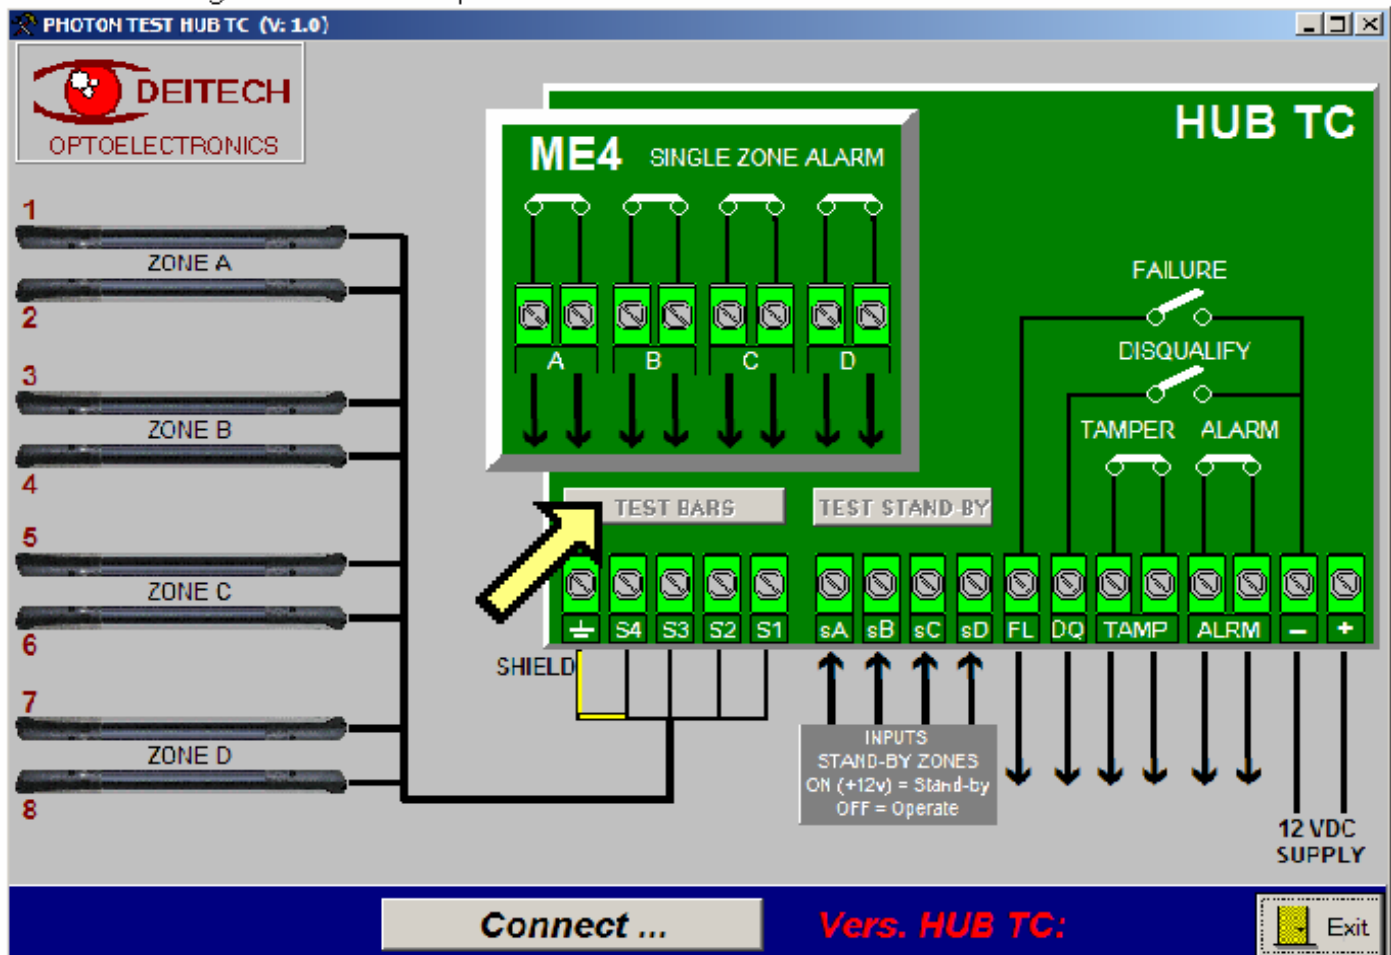 PHOTON TEST HUB TC (V: 1.0)
DEITECH
OPTOELECTRONICS
HUB TC
ME4 SINGLE ZONE ALARM
A B C D
1
ZONE A
2
3
ZONE B
4
5
ZONE C
6
7
ZONE D
8
FAILURE
DISQUALIFY
TAMPER ALARM
TEST BARS TEST STAND-BY
S4 S3 S2 S1 sA sB sC sD FL DQ TAMP ALRM - +
SHIELD
INPUTS
STAND-BY ZONES
ON (+12v) = Stand-by
OFF = Operate
12 VDC
SUPPLY
Connect ... Vers. HUB TC: Exit